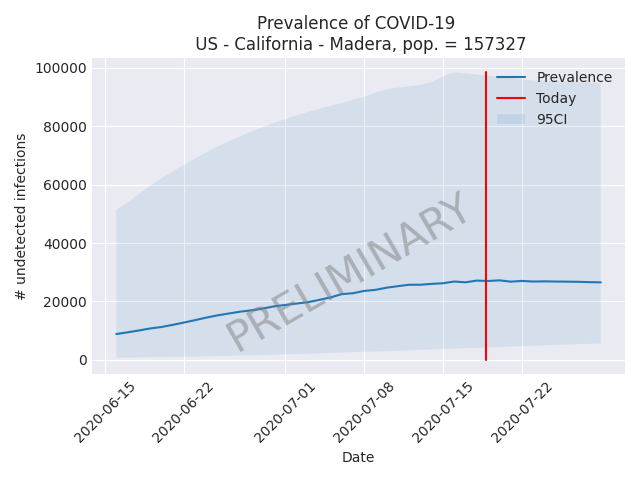 Prevalence of COVID-19
US - California - Madera, pop. = 157327
# undetected infections
100000
80000
60000
40000
20000
0
Prevalence
Today
95CI
PRELIMINARY
2020-06-15
2020-06-22
2020-07-01
2020-07-08
2020-07-15
2020-07-22
Date